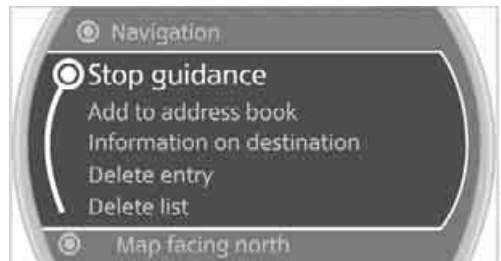 Navigation
Stop guidance
Add to address book
Information on destination
Delete entry
Delete list
Map facing north